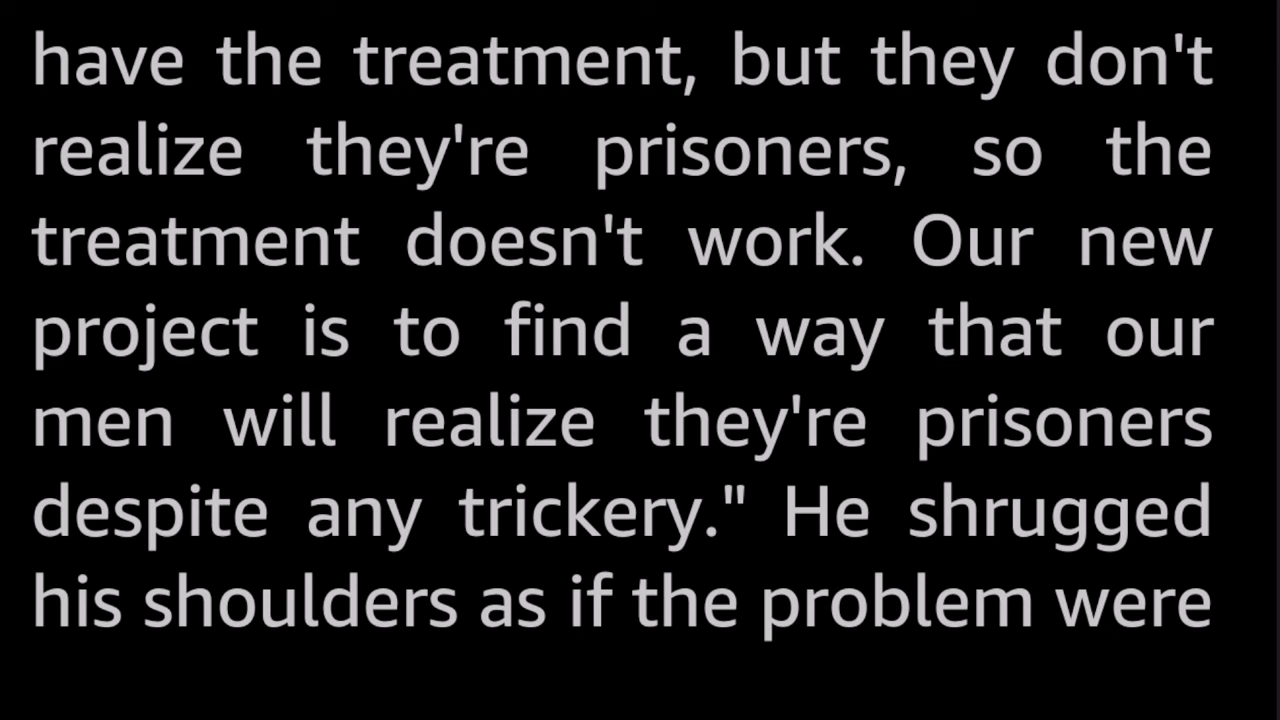 have the treatment, but they don't
realize they're prisoners, so the
treatment doesn't work. Our new
project is to find a way that our
men will realize they're prisoners
despite any trickery." He shrugged
his shoulders as if the problem were